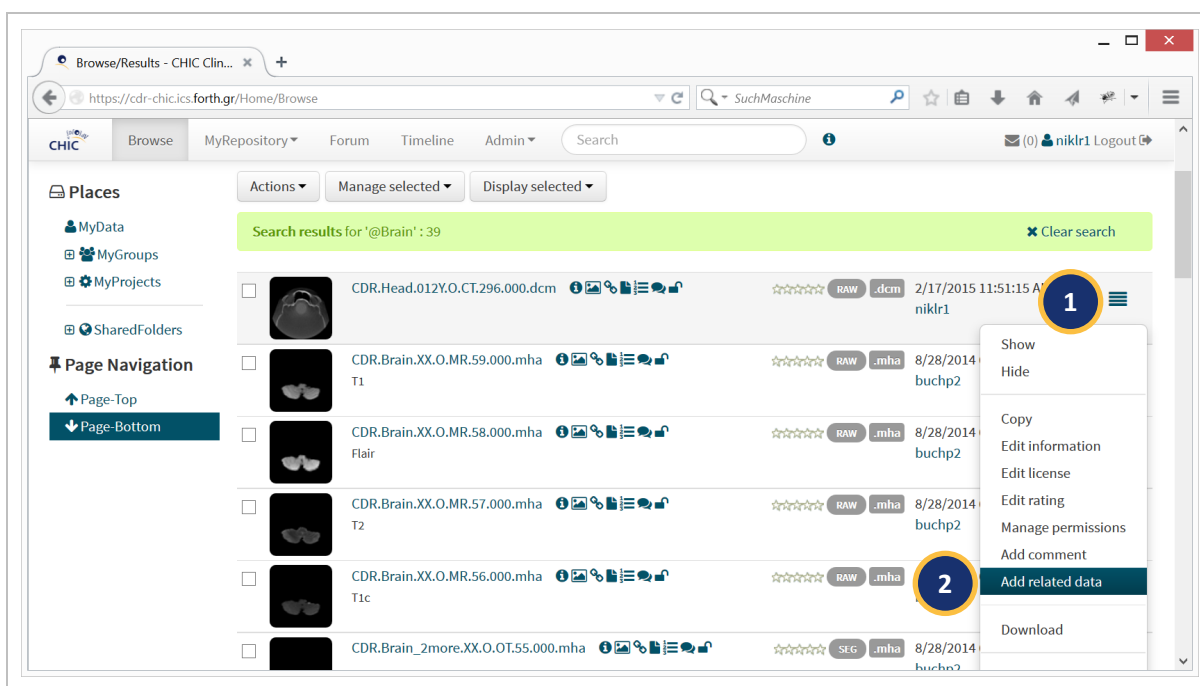 Browse/Results - CHIC Clin...
https://cdr-chic.ics.forth.gr/Home/Browse
SuchMaschine
CHIC
Browse
MyRepository
Forum
Timeline
Admin
Search
(0) niklr1 Logout
Places
MyData
MyGroups
MyProjects
SharedFolders
Page Navigation
Page-Top
Page-Bottom
Actions
Manage selected
Display selected
Search results for '@Brain' : 39
Clear search
CDR.Head.012Y.O.CT.296.000.dcm
RAW .dcm 2/17/2015 11:51:15
niklr1
CDR.Brain.XX.O.MR.59.000.mha
T1
RAW .mha 8/28/2014
buchp2
CDR.Brain.XX.O.MR.58.000.mha
Flair
RAW .mha 8/28/2014
buchp2
CDR.Brain.XX.O.MR.57.000.mha
T2
RAW .mha 8/28/2014
buchp2
CDR.Brain.XX.O.MR.56.000.mha
T1c
RAW .mha
CDR.Brain_2more.XX.O.OT.55.000.mha
SEG .mha 8/28/2014
buchp2
1
Show
Hide
Copy
Edit information
Edit license
Edit rating
Manage permissions
Add comment
2
Add related data
Download